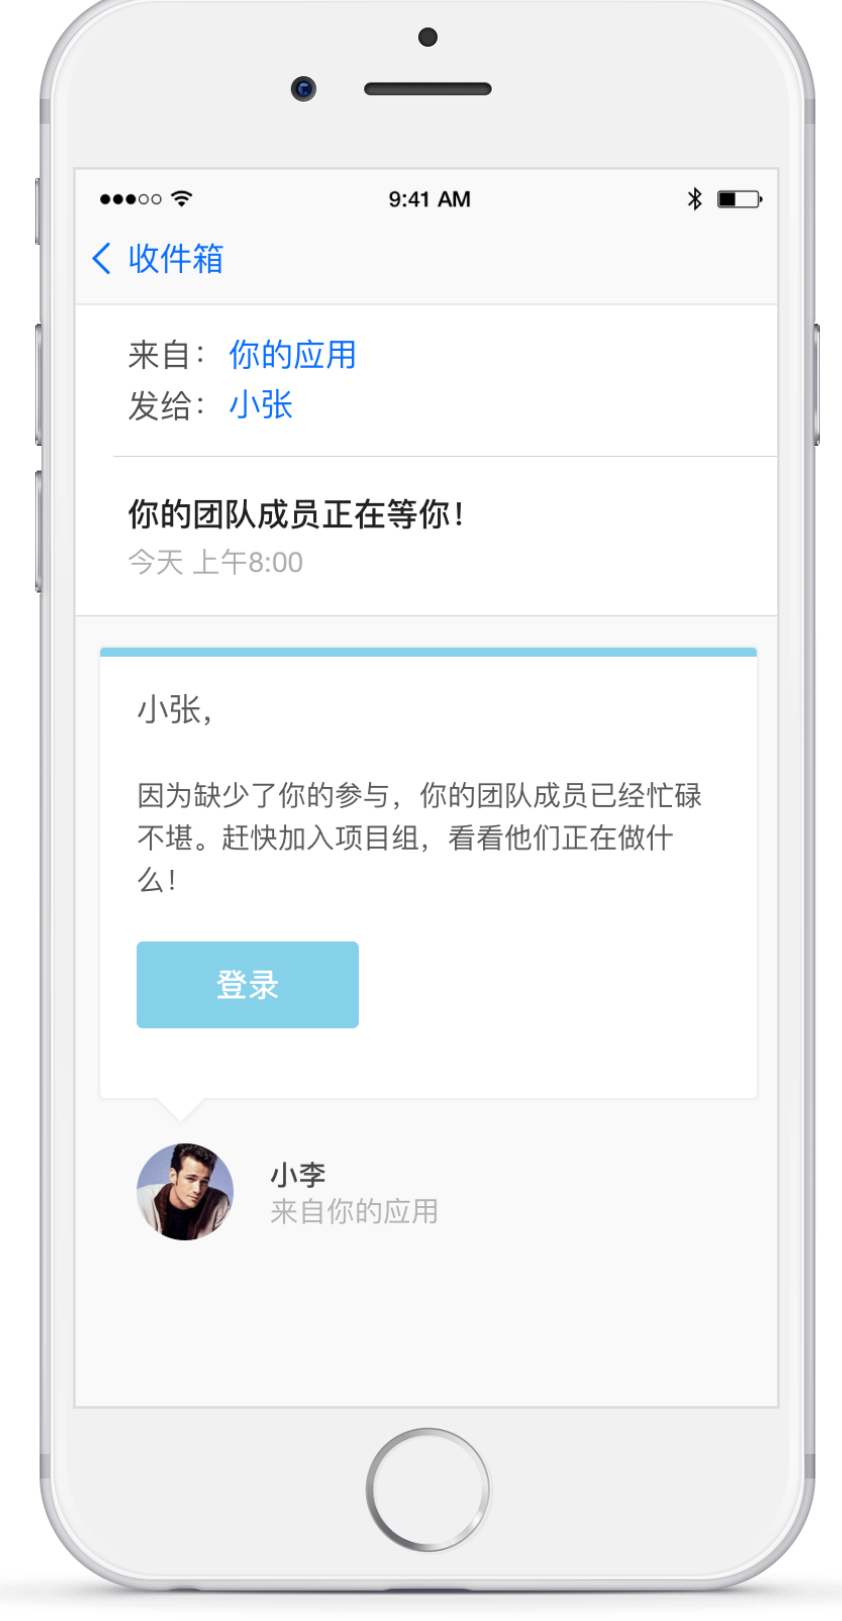 9:41 AM
收件箱
来自：你的应用
发给：小张
你的团队成员正在等你！
今天 上午8:00
小张，
因为缺少了你的参与，你的团队成员已经忙碌
不堪。赶快加入项目组，看看他们正在做什
么！
登录
小李
来自你的应用